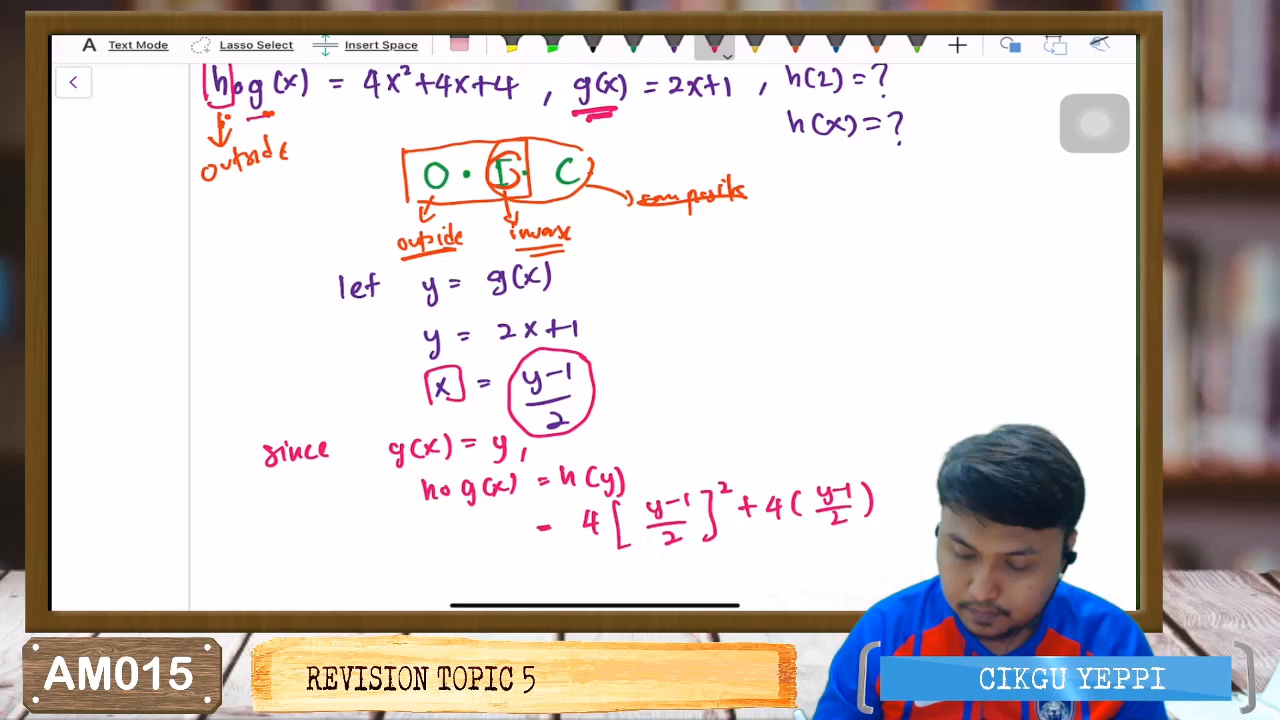 A Text Mode Lasso Select Insert Space
hog(x) = 4x²+4x+4 , g(x) = 2x+1 , h(2) = ?
h(x) = ?
outside
O . I . C
composite
outside inverse
let y = g(x)
y = 2x+1
x = (y-1)/2
since g(x) = y,
hog(x) = h(y)
= 4[(y-1)/2]² + 4((y-1)/2)
AM015
REVISION TOPIC 5
CIKGU YEPPI